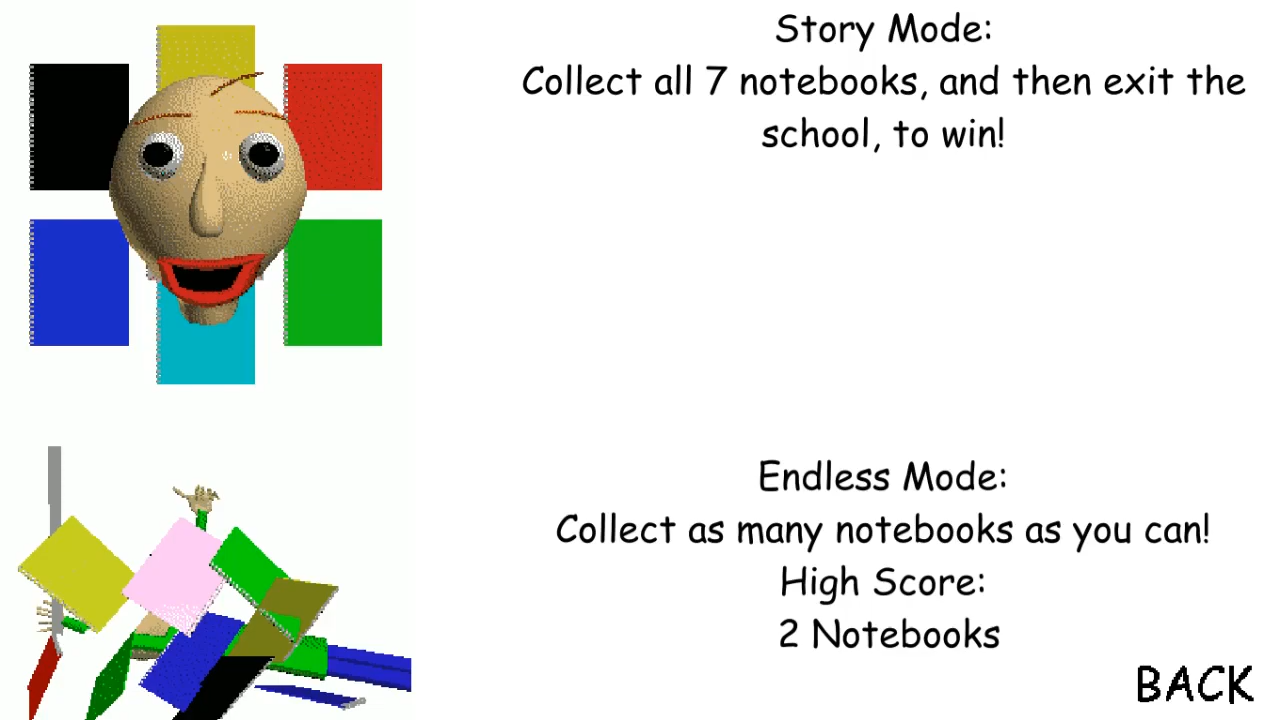 Story Mode:
Collect all 7 notebooks, and then exit the
school, to win!
Endless Mode:
Collect as many notebooks as you can!
High Score:
2 Notebooks
BACK